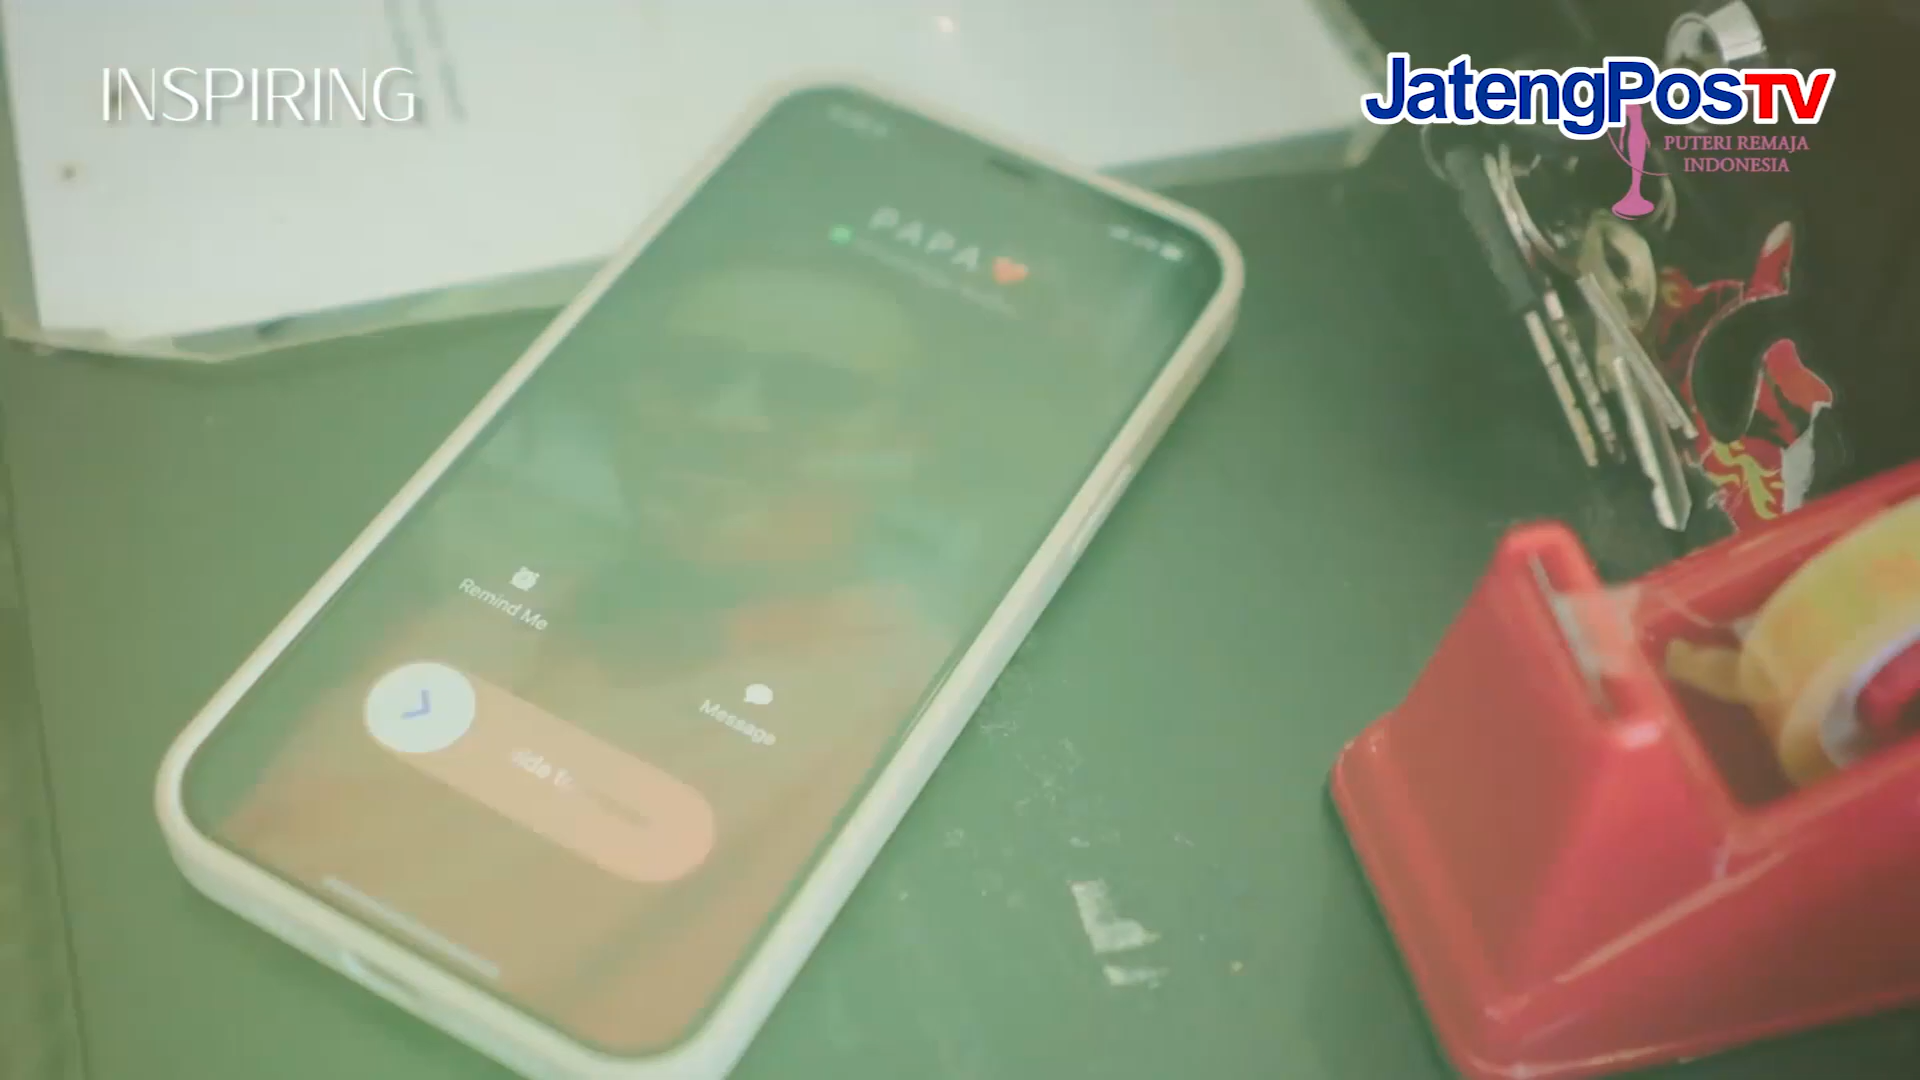 INSPIRING
JatengPosTV
PUTERI REMAJA
INDONESIA
PAPA
Remind Me
Message